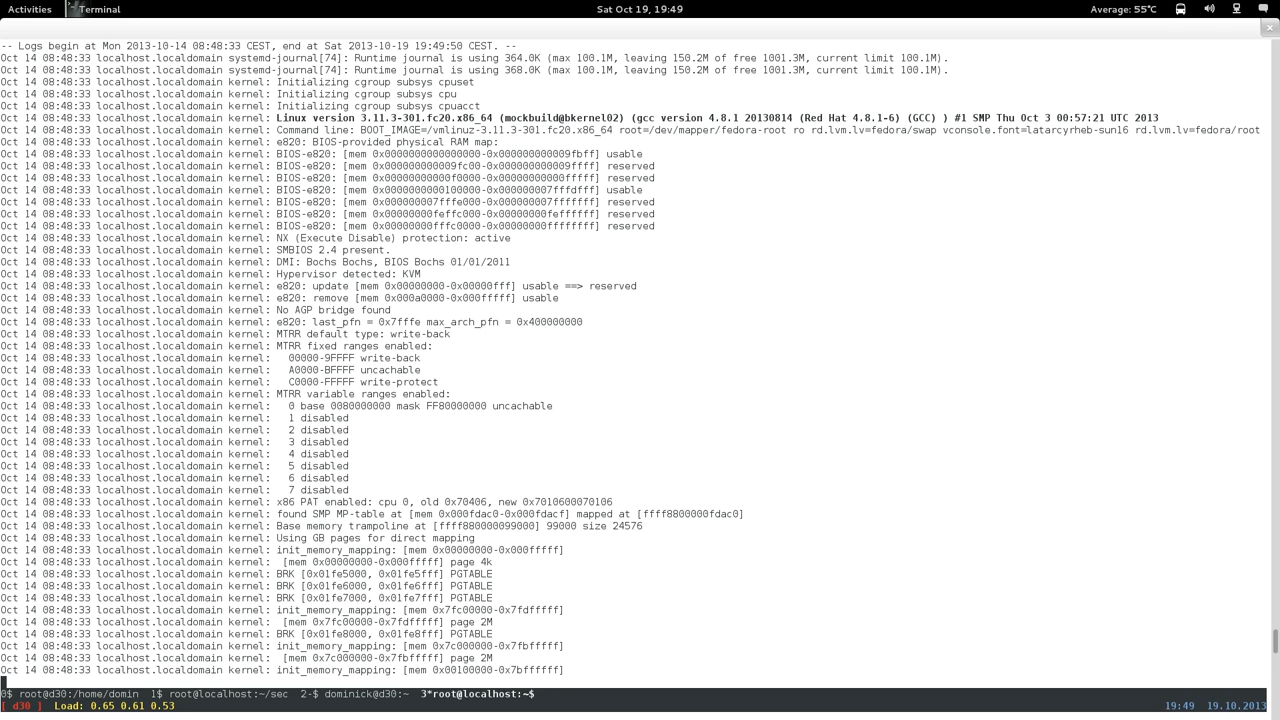 Activities Terminal Sat Oct 19, 19:49 Average: 55°C
-- Logs begin at Mon 2013-10-14 08:48:33 CEST, end at Sat 2013-10-19 19:49:50 CEST. --
Oct 14 08:48:33 localhost.localdomain systemd-journal[74]: Runtime journal is using 364.0K (max 100.1M, leaving 150.2M of free 1001.3M, current limit 100.1M).
Oct 14 08:48:33 localhost.localdomain systemd-journal[74]: Runtime journal is using 368.0K (max 100.1M, leaving 150.2M of free 1001.3M, current limit 100.1M).
Oct 14 08:48:33 localhost.localdomain kernel: Initializing cgroup subsys cpuset
Oct 14 08:48:33 localhost.localdomain kernel: Initializing cgroup subsys cpu
Oct 14 08:48:33 localhost.localdomain kernel: Initializing cgroup subsys cpuacct
Oct 14 08:48:33 localhost.localdomain kernel: Linux version 3.11.3-301.fc20.x86_64 (mockbuild@bkernel02) (gcc version 4.8.1 20130814 (Red Hat 4.8.1-6) (GCC) ) #1 SMP Thu Oct 3 00:57:21 UTC 2013
Oct 14 08:48:33 localhost.localdomain kernel: Command line: BOOT_IMAGE=/vmlinuz-3.11.3-301.fc20.x86_64 root=/dev/mapper/fedora-root ro rd.lvm.lv=fedora/swap vconsole.font=latarcyrheb-sun16 rd.lvm.lv=fedora/root
Oct 14 08:48:33 localhost.localdomain kernel: e820: BIOS-provided physical RAM map:
Oct 14 08:48:33 localhost.localdomain kernel: BIOS-e820: [mem 0x0000000000000000-0x000000000009fbff] usable
Oct 14 08:48:33 localhost.localdomain kernel: BIOS-e820: [mem 0x000000000009fc00-0x000000000009ffff] reserved
Oct 14 08:48:33 localhost.localdomain kernel: BIOS-e820: [mem 0x00000000000f0000-0x00000000000fffff] reserved
Oct 14 08:48:33 localhost.localdomain kernel: BIOS-e820: [mem 0x0000000000100000-0x000000007fffdfff] usable
Oct 14 08:48:33 localhost.localdomain kernel: BIOS-e820: [mem 0x000000007fffe000-0x000000007fffffff] reserved
Oct 14 08:48:33 localhost.localdomain kernel: BIOS-e820: [mem 0x00000000feffc000-0x00000000feffffff] reserved
Oct 14 08:48:33 localhost.localdomain kernel: BIOS-e820: [mem 0x00000000fffc0000-0x00000000ffffffff] reserved
Oct 14 08:48:33 localhost.localdomain kernel: NX (Execute Disable) protection: active
Oct 14 08:48:33 localhost.localdomain kernel: SMBIOS 2.4 present.
Oct 14 08:48:33 localhost.localdomain kernel: DMI: Bochs Bochs, BIOS Bochs 01/01/2011
Oct 14 08:48:33 localhost.localdomain kernel: Hypervisor detected: KVM
Oct 14 08:48:33 localhost.localdomain kernel: e820: update [mem 0x00000000-0x00000fff] usable ==> reserved
Oct 14 08:48:33 localhost.localdomain kernel: e820: remove [mem 0x000a0000-0x000fffff] usable
Oct 14 08:48:33 localhost.localdomain kernel: No AGP bridge found
Oct 14 08:48:33 localhost.localdomain kernel: e820: last_pfn = 0x7fffe max_arch_pfn = 0x400000000
Oct 14 08:48:33 localhost.localdomain kernel: MTRR default type: write-back
Oct 14 08:48:33 localhost.localdomain kernel: MTRR fixed ranges enabled:
Oct 14 08:48:33 localhost.localdomain kernel:   00000-9FFFF write-back
Oct 14 08:48:33 localhost.localdomain kernel:   A0000-BFFFF uncachable
Oct 14 08:48:33 localhost.localdomain kernel:   C0000-FFFFF write-protect
Oct 14 08:48:33 localhost.localdomain kernel: MTRR variable ranges enabled:
Oct 14 08:48:33 localhost.localdomain kernel:   0 base 0080000000 mask FF80000000 uncachable
Oct 14 08:48:33 localhost.localdomain kernel:   1 disabled
Oct 14 08:48:33 localhost.localdomain kernel:   2 disabled
Oct 14 08:48:33 localhost.localdomain kernel:   3 disabled
Oct 14 08:48:33 localhost.localdomain kernel:   4 disabled
Oct 14 08:48:33 localhost.localdomain kernel:   5 disabled
Oct 14 08:48:33 localhost.localdomain kernel:   6 disabled
Oct 14 08:48:33 localhost.localdomain kernel:   7 disabled
Oct 14 08:48:33 localhost.localdomain kernel: x86 PAT enabled: cpu 0, old 0x70406, new 0x7010600070106
Oct 14 08:48:33 localhost.localdomain kernel: found SMP MP-table at [mem 0x000fdac0-0x000fdacf] mapped at [ffff8800000fdac0]
Oct 14 08:48:33 localhost.localdomain kernel: Base memory trampoline at [ffff880000099000] 99000 size 24576
Oct 14 08:48:33 localhost.localdomain kernel: Using GB pages for direct mapping
Oct 14 08:48:33 localhost.localdomain kernel: init_memory_mapping: [mem 0x00000000-0x000fffff]
Oct 14 08:48:33 localhost.localdomain kernel:  [mem 0x00000000-0x000fffff] page 4k
Oct 14 08:48:33 localhost.localdomain kernel: BRK [0x01fe5000, 0x01fe5fff] PGTABLE
Oct 14 08:48:33 localhost.localdomain kernel: BRK [0x01fe6000, 0x01fe6fff] PGTABLE
Oct 14 08:48:33 localhost.localdomain kernel: BRK [0x01fe7000, 0x01fe7fff] PGTABLE
Oct 14 08:48:33 localhost.localdomain kernel: init_memory_mapping: [mem 0x7fc00000-0x7fdfffff]
Oct 14 08:48:33 localhost.localdomain kernel:  [mem 0x7fc00000-0x7fdfffff] page 2M
Oct 14 08:48:33 localhost.localdomain kernel: BRK [0x01fe8000, 0x01fe8fff] PGTABLE
Oct 14 08:48:33 localhost.localdomain kernel: init_memory_mapping: [mem 0x7c000000-0x7fbfffff]
Oct 14 08:48:33 localhost.localdomain kernel:  [mem 0x7c000000-0x7fbfffff] page 2M
Oct 14 08:48:33 localhost.localdomain kernel: init_memory_mapping: [mem 0x00100000-0x7bffffff]
0$ root@d30:/home/domin  1$ root@localhost:~/sec  2-$ dominick@d30:~  3*root@localhost:~$
[ d30 ] Load: 0.65 0.61 0.53 19:49 19.10.2013